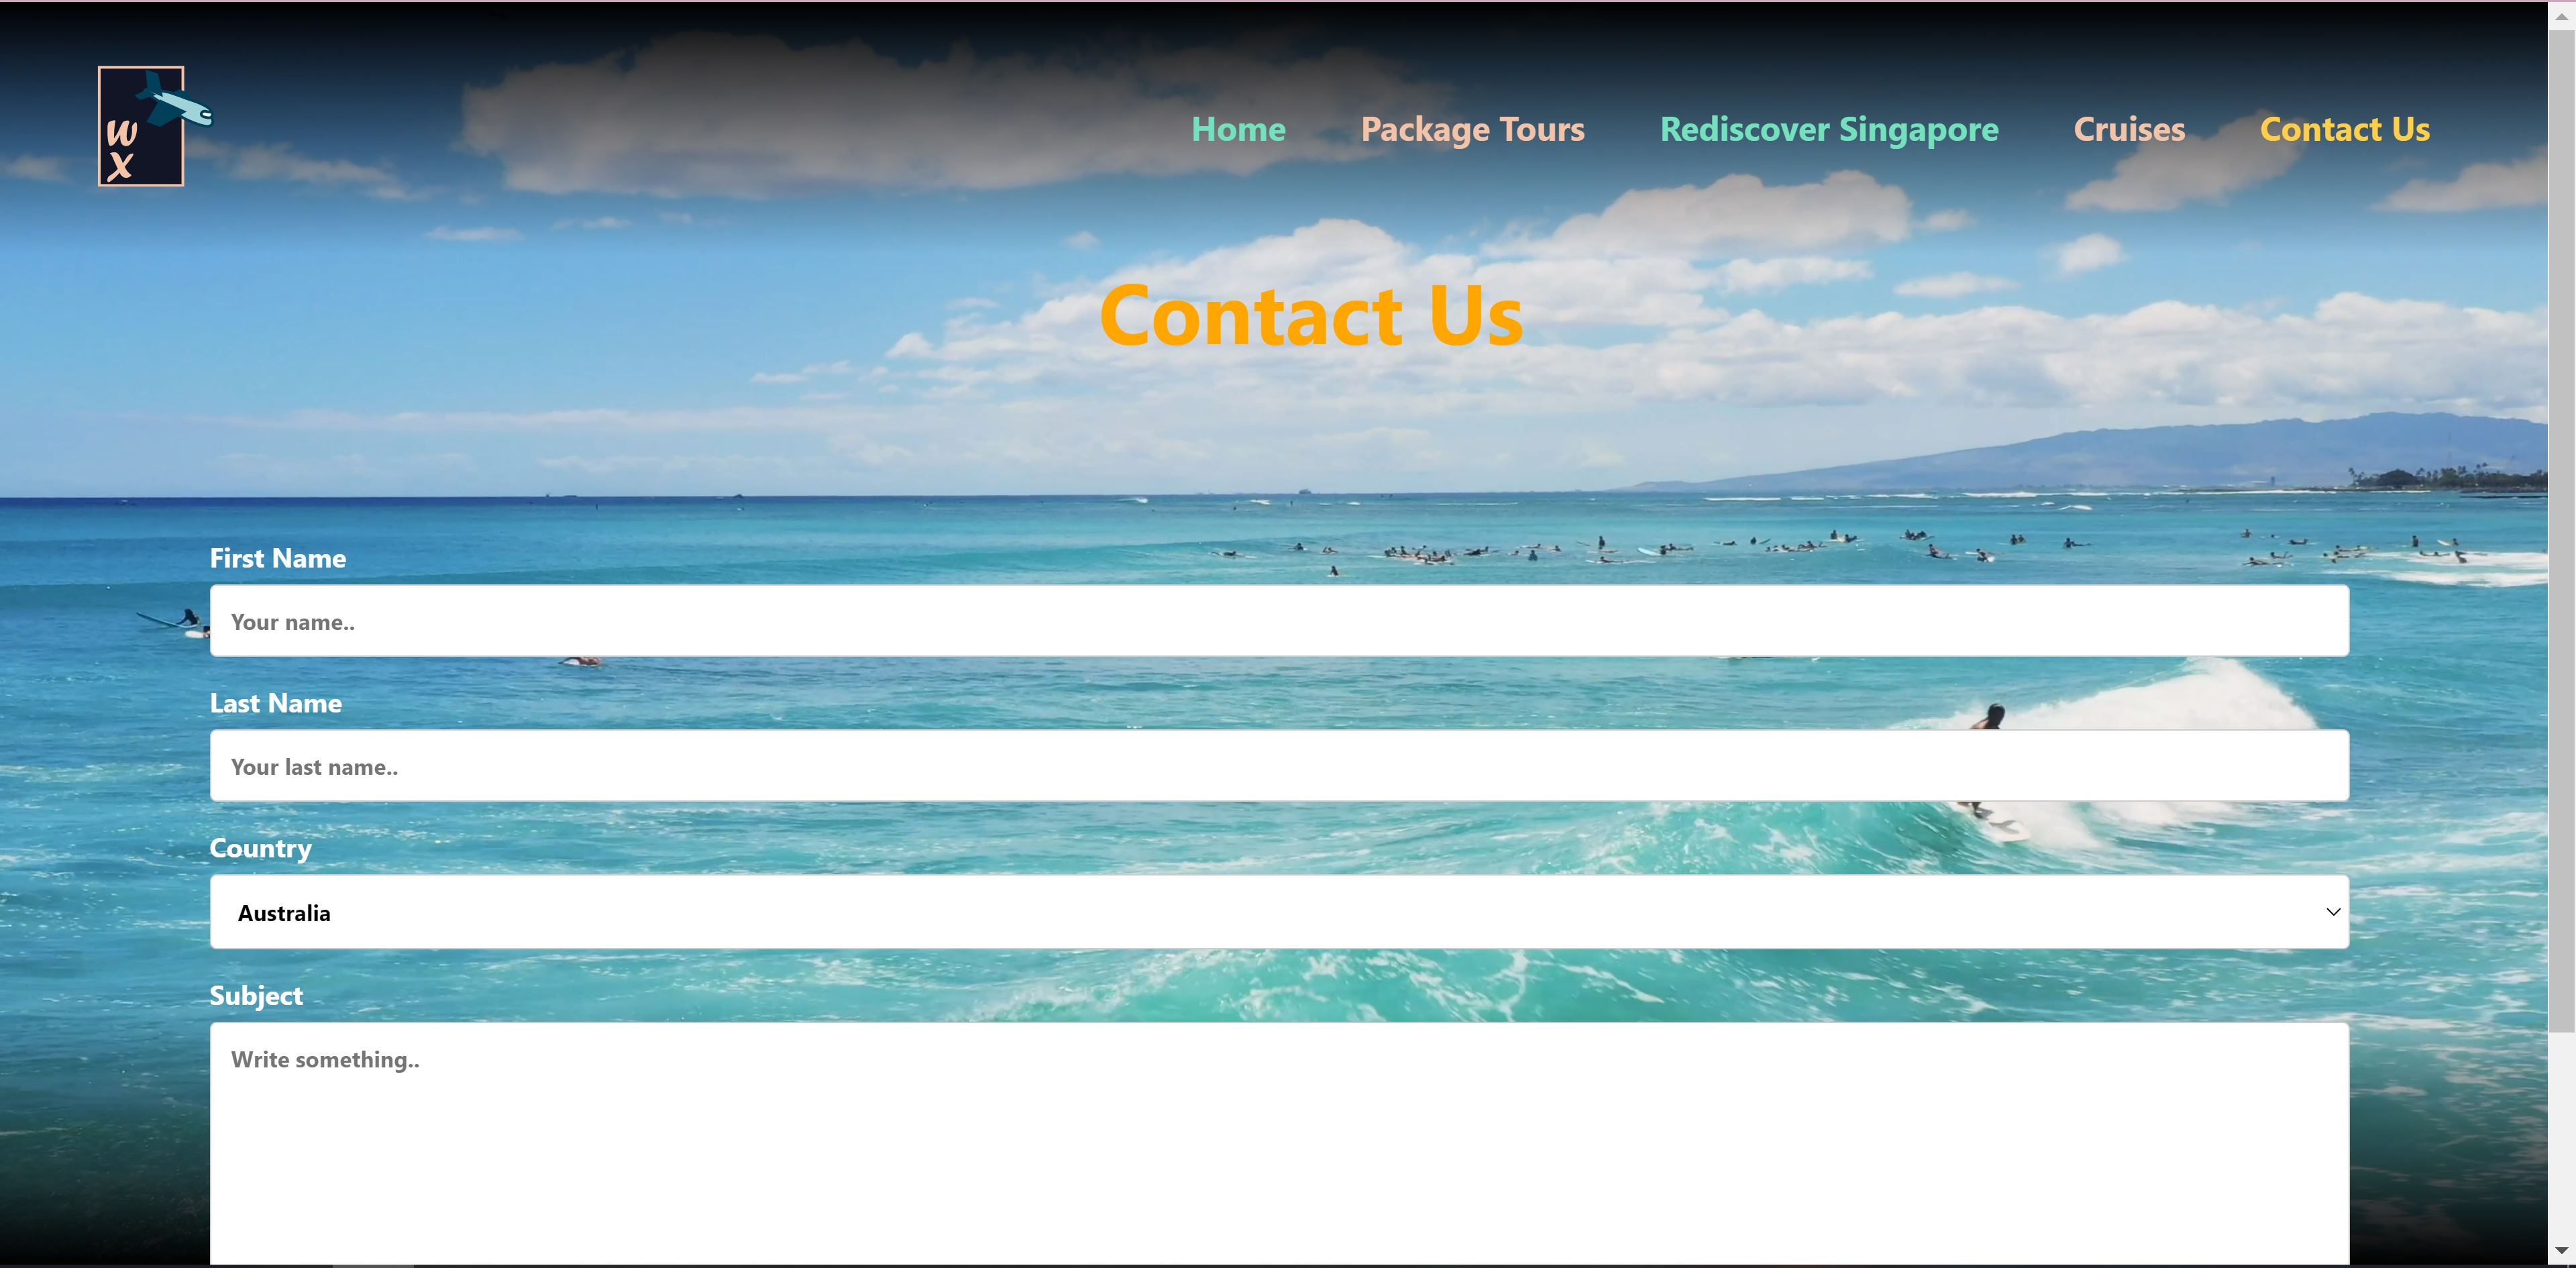 w
x
Home Package Tours Rediscover Singapore Cruises Contact Us
Contact Us
First Name
Your name..
Last Name
Your last name..
Country
Australia
Subject
Write something..